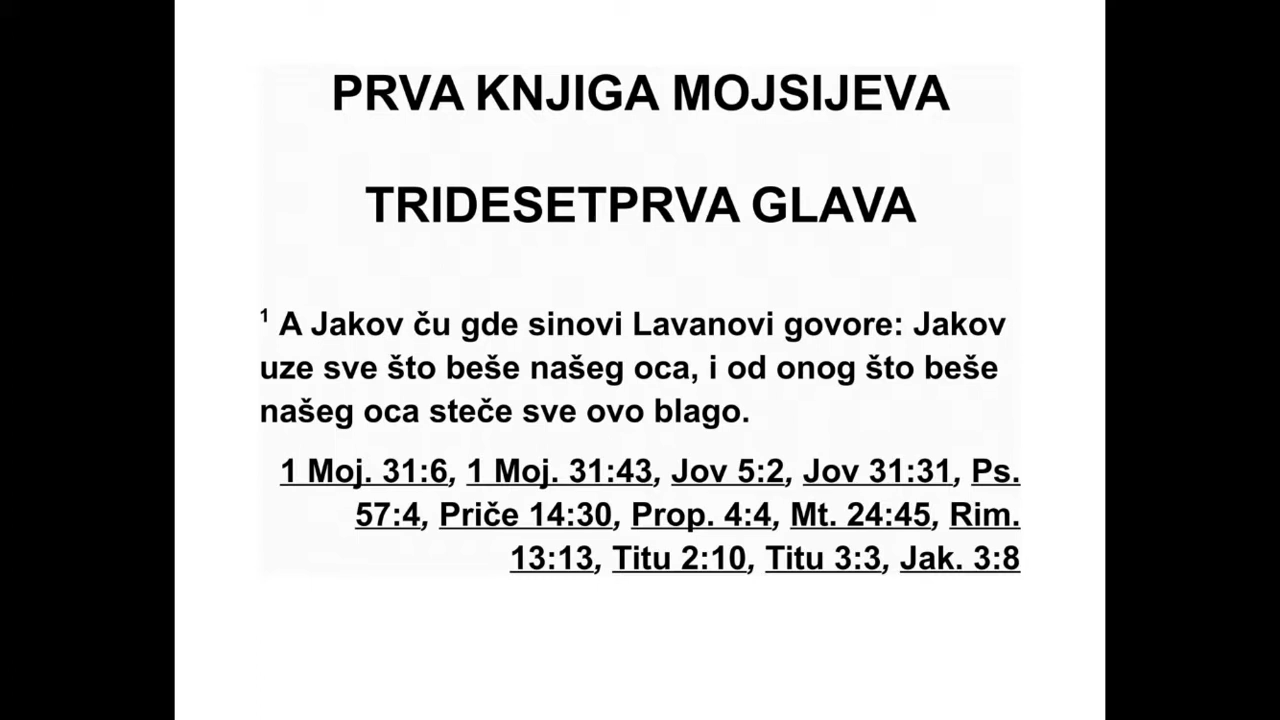 PRVA KNJIGA MOJSIJEVA
TRIDESETPRVA GLAVA
¹ A Jakov ču gde sinovi Lavanovi govore: Jakov
uze sve što beše našeg oca, i od onog što beše
našeg oca steče sve ovo blago.
1 Moj. 31:6, 1 Moj. 31:43, Jov 5:2, Jov 31:31, Ps.
57:4, Priče 14:30, Prop. 4:4, Mt. 24:45, Rim.
13:13, Titu 2:10, Titu 3:3, Jak. 3:8